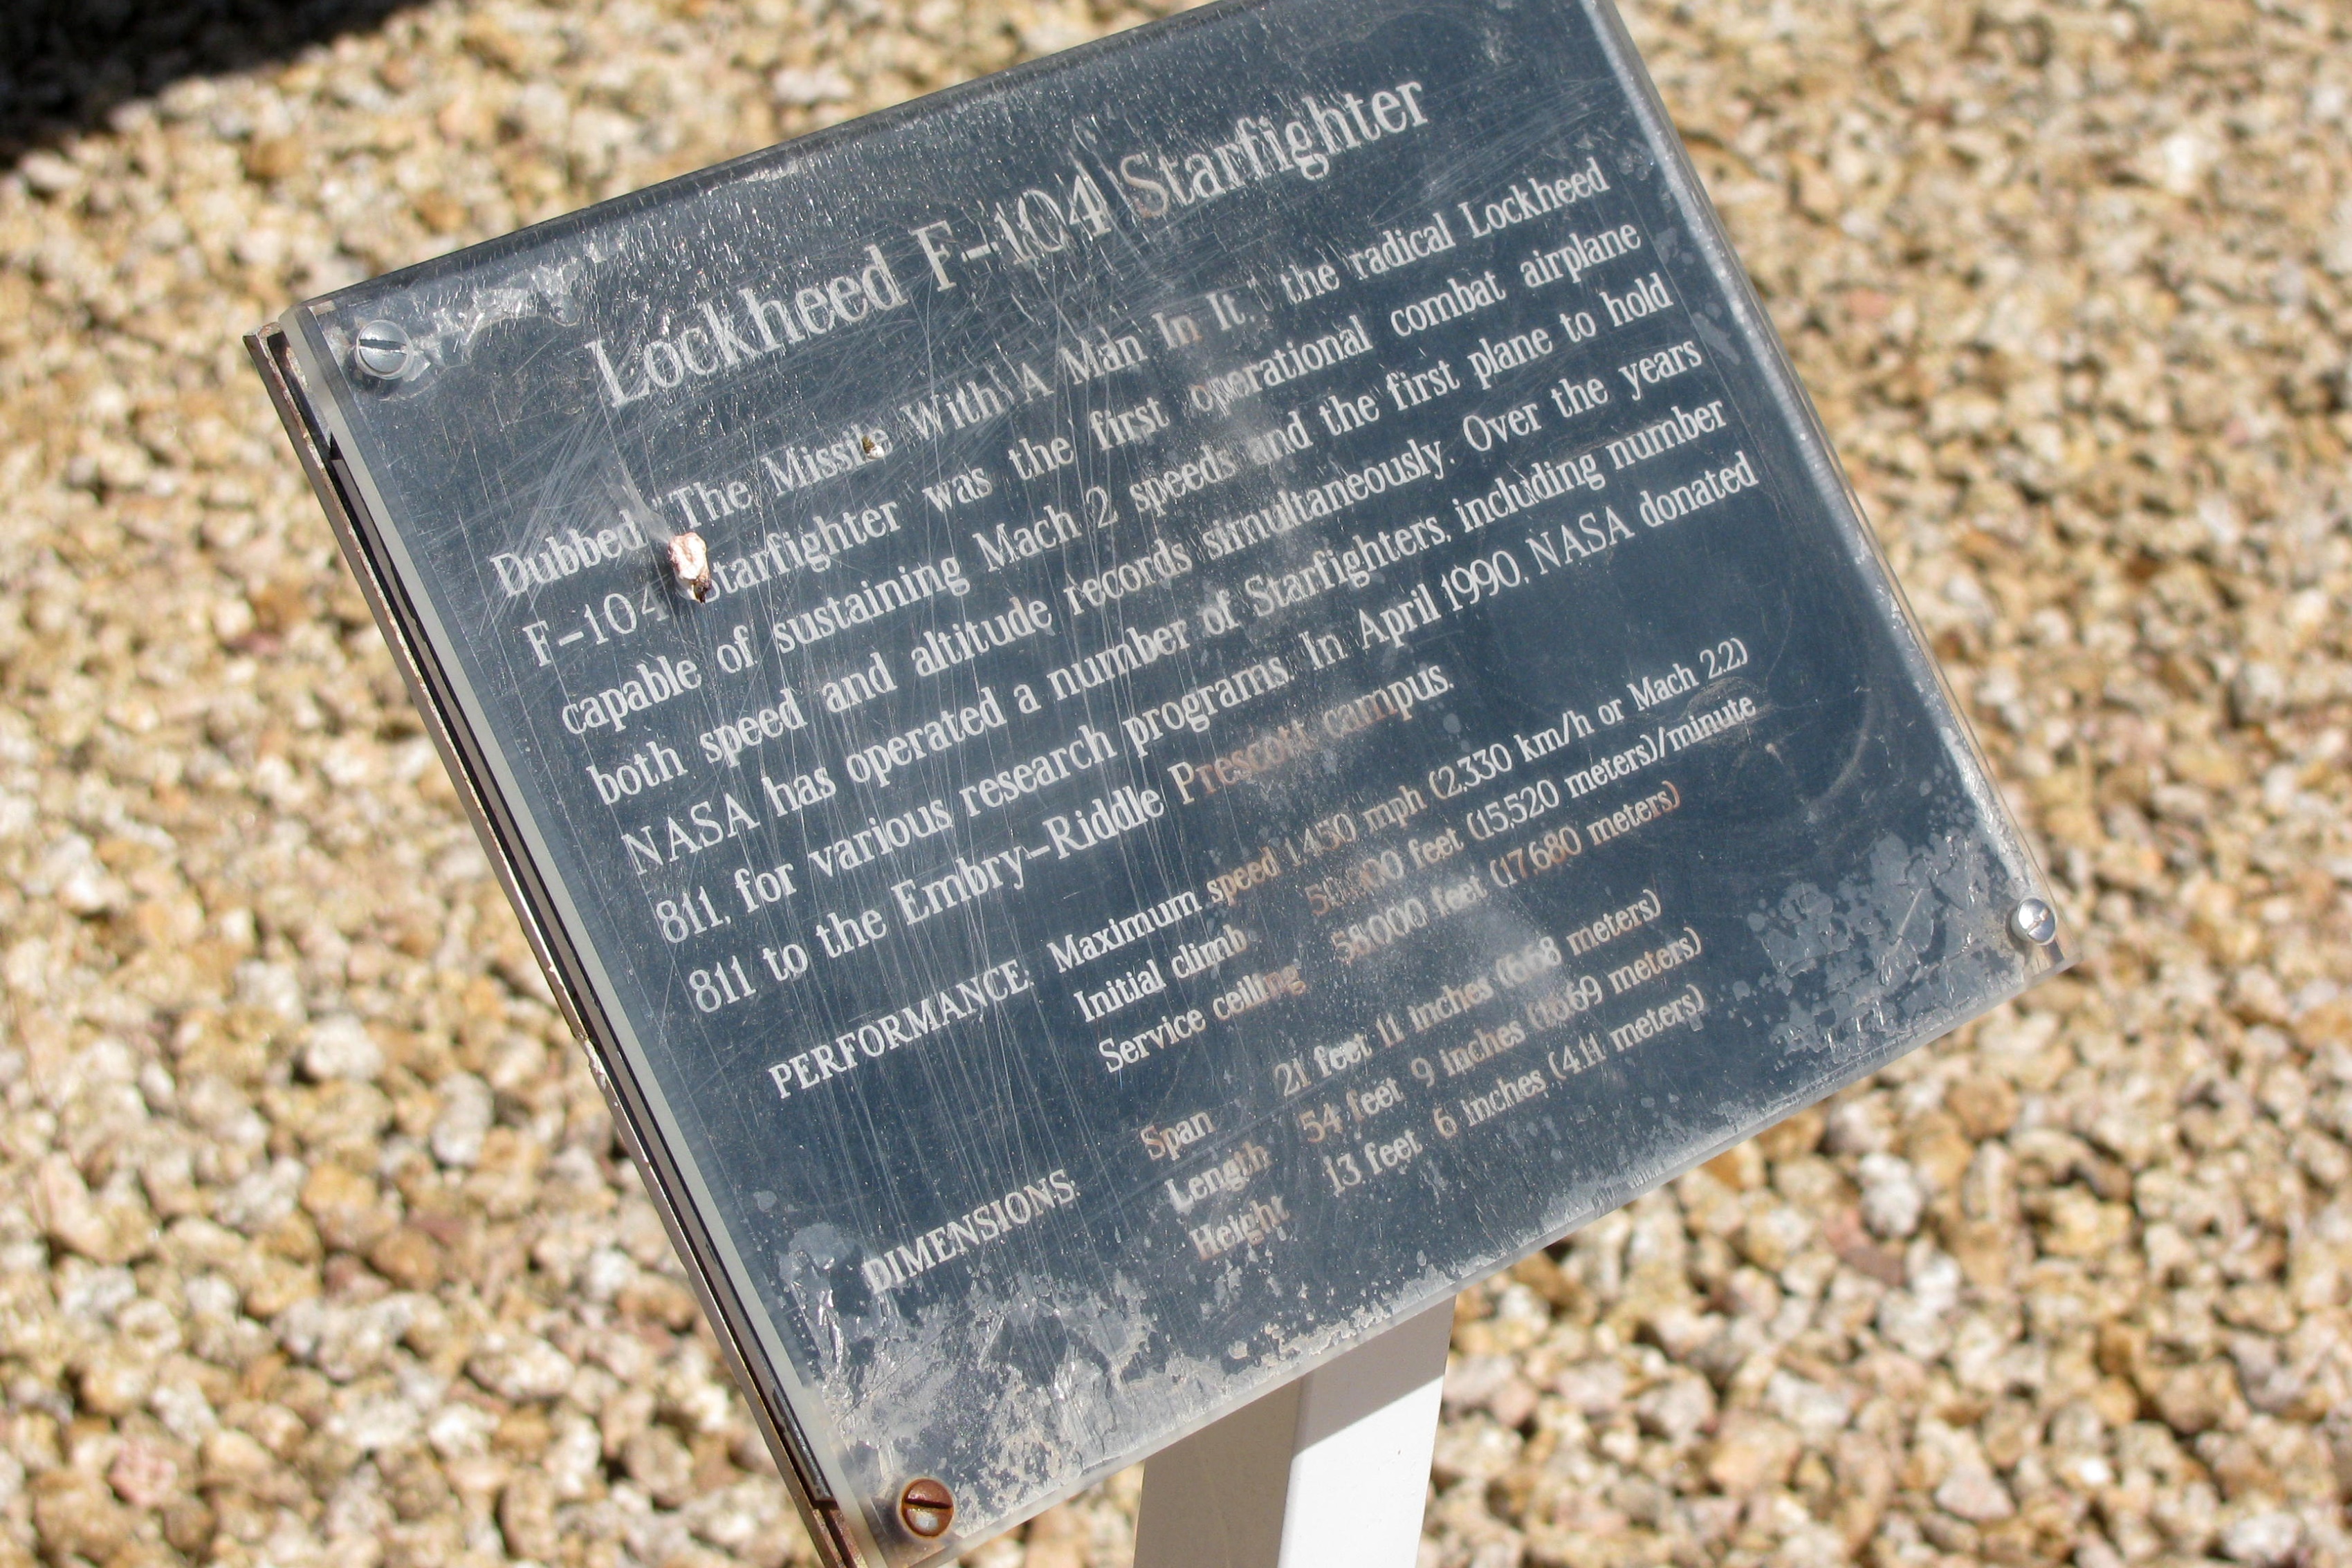 Lockheed F-104 Starfighter
Dubbed "The Missile With A Man In It," the radical Lockheed
F-104 Starfighter was the first operational combat airplane
capable of sustaining Mach 2 speeds and the first plane to hold
both speed and altitude records simultaneously. Over the years
NASA has operated a number of Starfighters, including number
811, for various research programs. In April 1990, NASA donated
811 to the Embry-Riddle Prescott campus.
PERFORMANCE: Maximum speed 1,450 mph (2,330 km/h or Mach 2.2)
Initial climb feet (15,520 meters)/minute
Service ceiling 58,000 feet (17,680 meters)
DIMENSIONS: Span 21 feet 11 inches (6.68 meters)
Length 54 feet 9 inches (16.69 meters)
Height 13 feet 6 inches (4.11 meters)